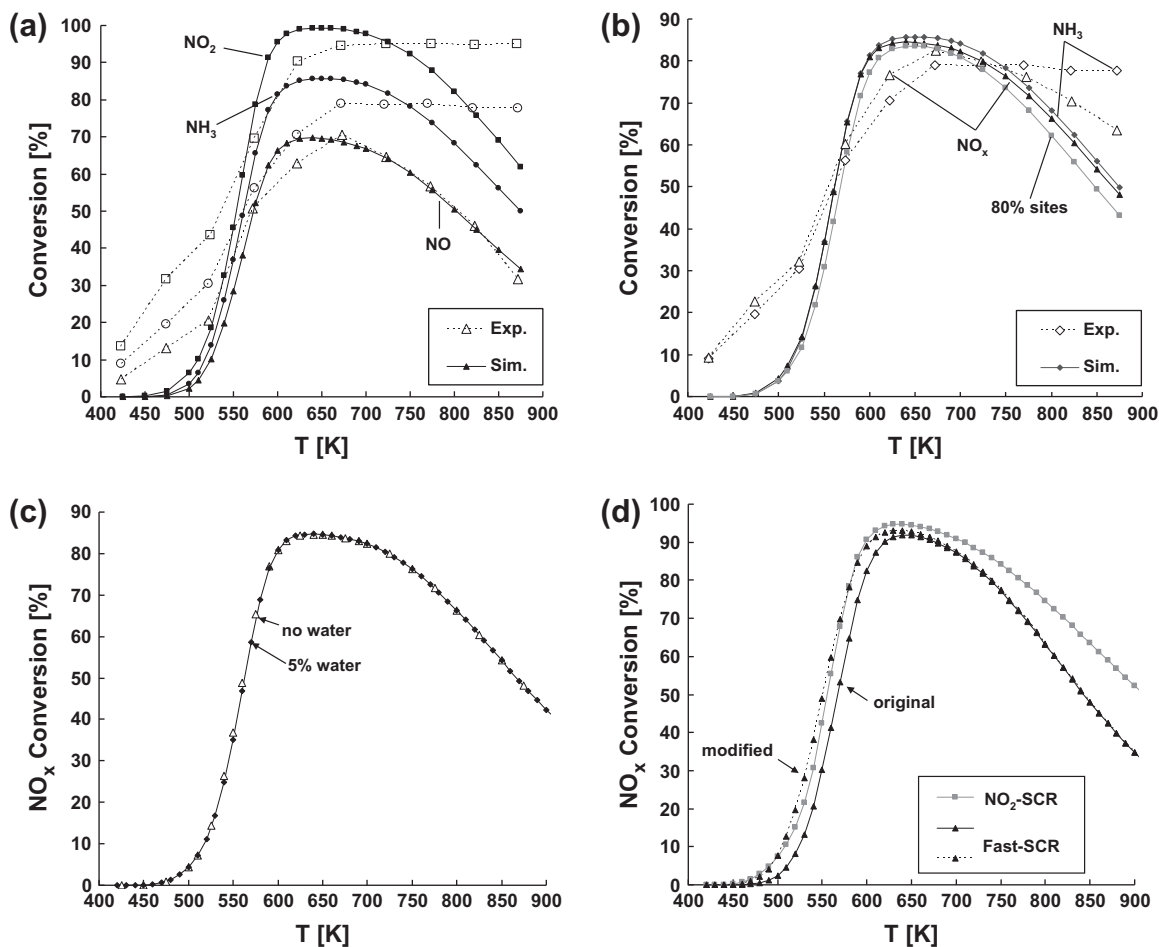 (a)
Conversion [%]
100
90
80
70
60
50
40
30
20
10
0
NO2
NH3
NO
Exp.
Sim.
400 450 500 550 600 650 700 750 800 850 900
T [K]
(b)
Conversion [%]
90
80
70
60
50
40
30
20
10
0
NH3
NOx
80% sites
Exp.
Sim.
400 450 500 550 600 650 700 750 800 850 900
T [K]
(c)
NOx Conversion [%]
90
80
70
60
50
40
30
20
10
0
no water
5% water
400 450 500 550 600 650 700 750 800 850 900
T [K]
(d)
NOx Conversion [%]
100
90
80
70
60
50
40
30
20
10
0
original
modified
NO2-SCR
Fast-SCR
400 450 500 550 600 650 700 750 800 850 900
T [K]